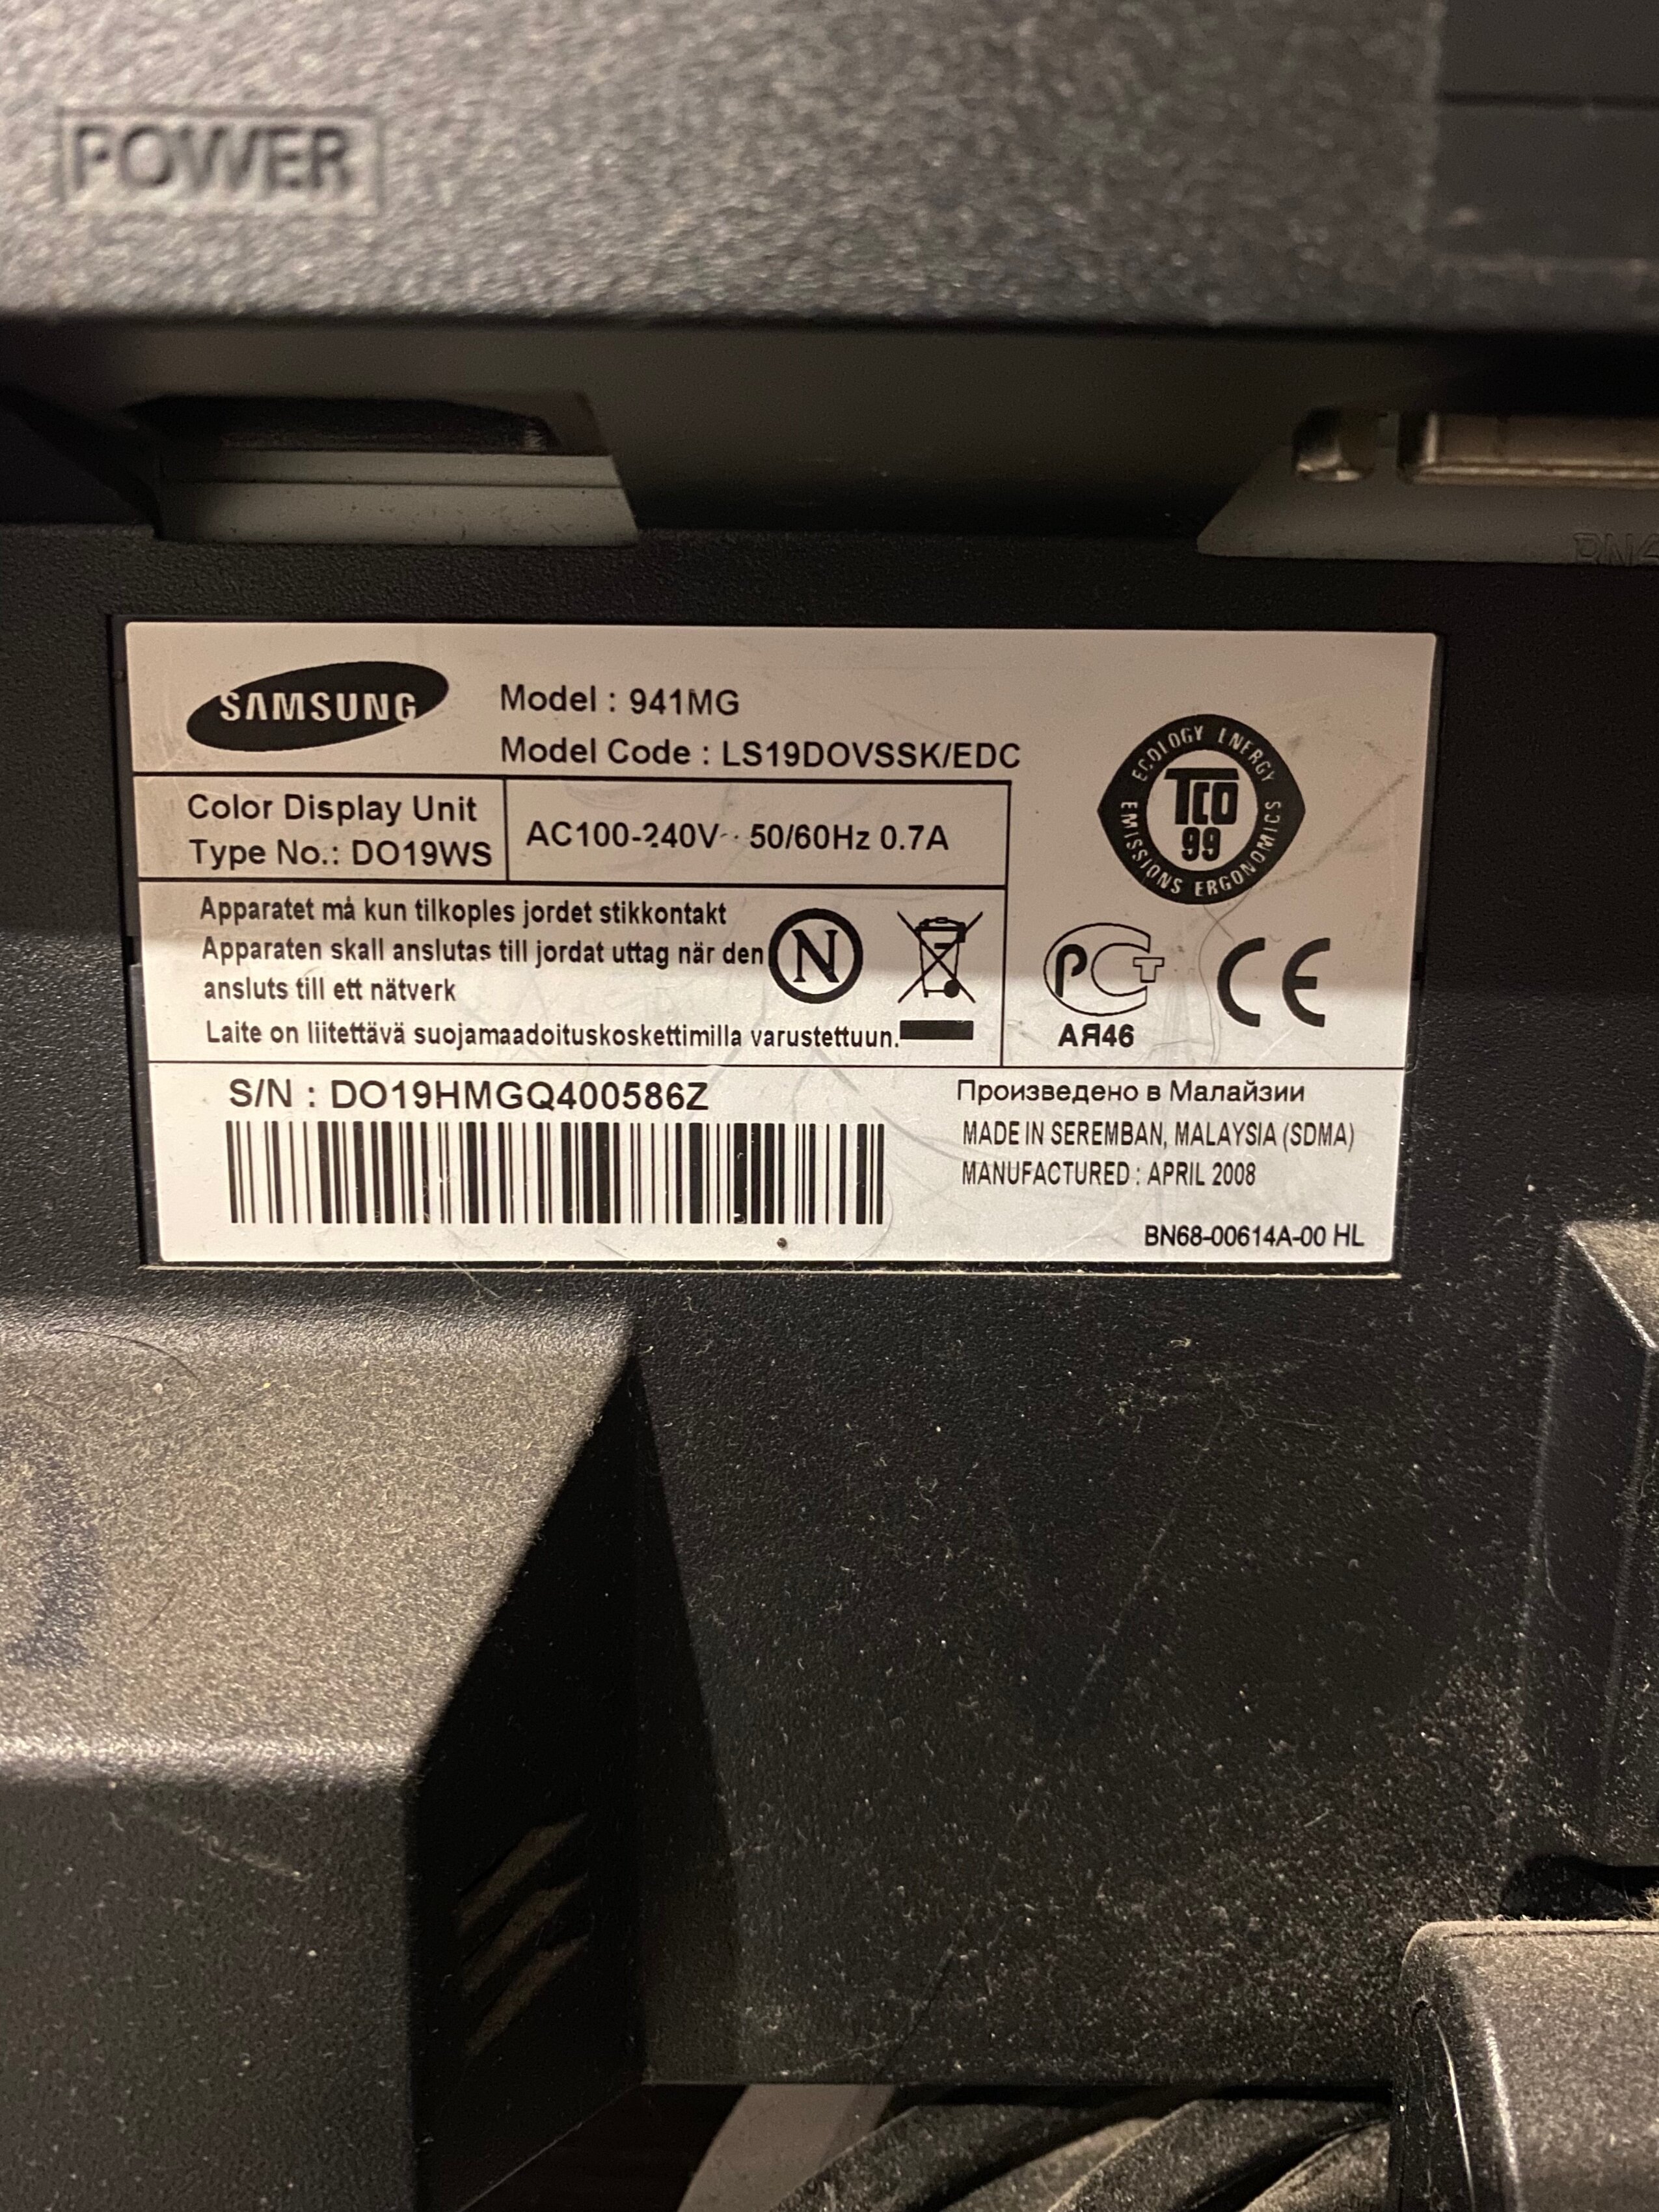 POWER
SAMSUNG
Model : 941MG
Model Code : LS19DOVSSK/EDC
Color Display Unit
Type No.: DO19WS
AC100-240V~ 50/60Hz 0.7A
ECOLOGY ENERGY
EMISSIONS ERGONOMICS
TCO
99
Apparatet må kun tilkoples jordet stikkontakt
Apparaten skall anslutas till jordat uttag när den
ansluts till ett nätverk
Laite on liitettävä suojamaadoituskoskettimilla varustettuun.
N
РСТ
АЯ46
CE
S/N : DO19HMGQ400586Z
Произведено в Малайзии
MADE IN SEREMBAN, MALAYSIA (SDMA)
MANUFACTURED : APRIL 2008
BN68-00614A-00 HL